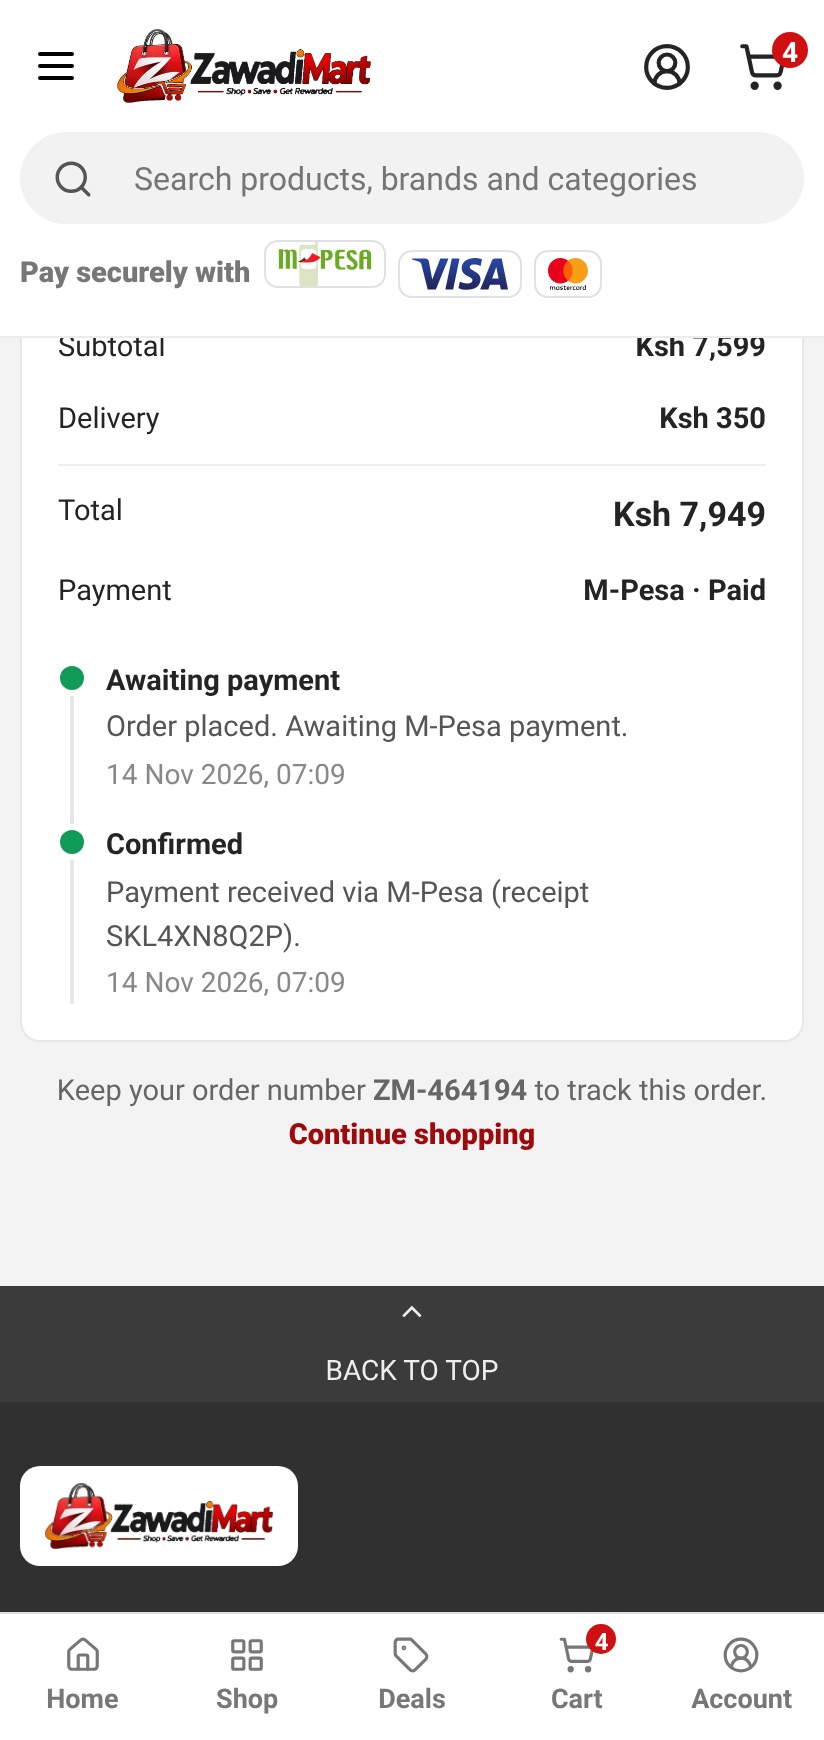 ZawadiMart
Shop • Save • Get Rewarded
4
Search products, brands and categories
Pay securely with M-PESA VISA mastercard
Subtotal Ksh 7,599
Delivery Ksh 350
Total Ksh 7,949
Payment M-Pesa · Paid
Awaiting payment
Order placed. Awaiting M-Pesa payment.
14 Nov 2026, 07:09
Confirmed
Payment received via M-Pesa (receipt
SKL4XN8Q2P).
14 Nov 2026, 07:09
Keep your order number ZM-464194 to track this order.
Continue shopping
BACK TO TOP
ZawadiMart
Shop • Save • Get Rewarded
4
Home Shop Deals Cart Account